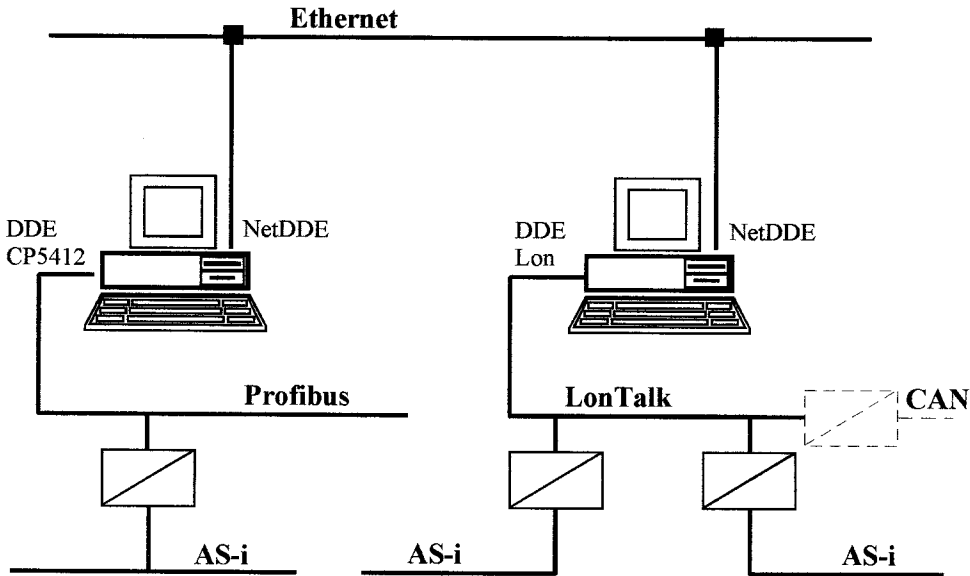 Ethernet
DDE
CP5412
NetDDE
DDE
Lon
NetDDE
Profibus
LonTalk
CAN
AS-i
AS-i
AS-i